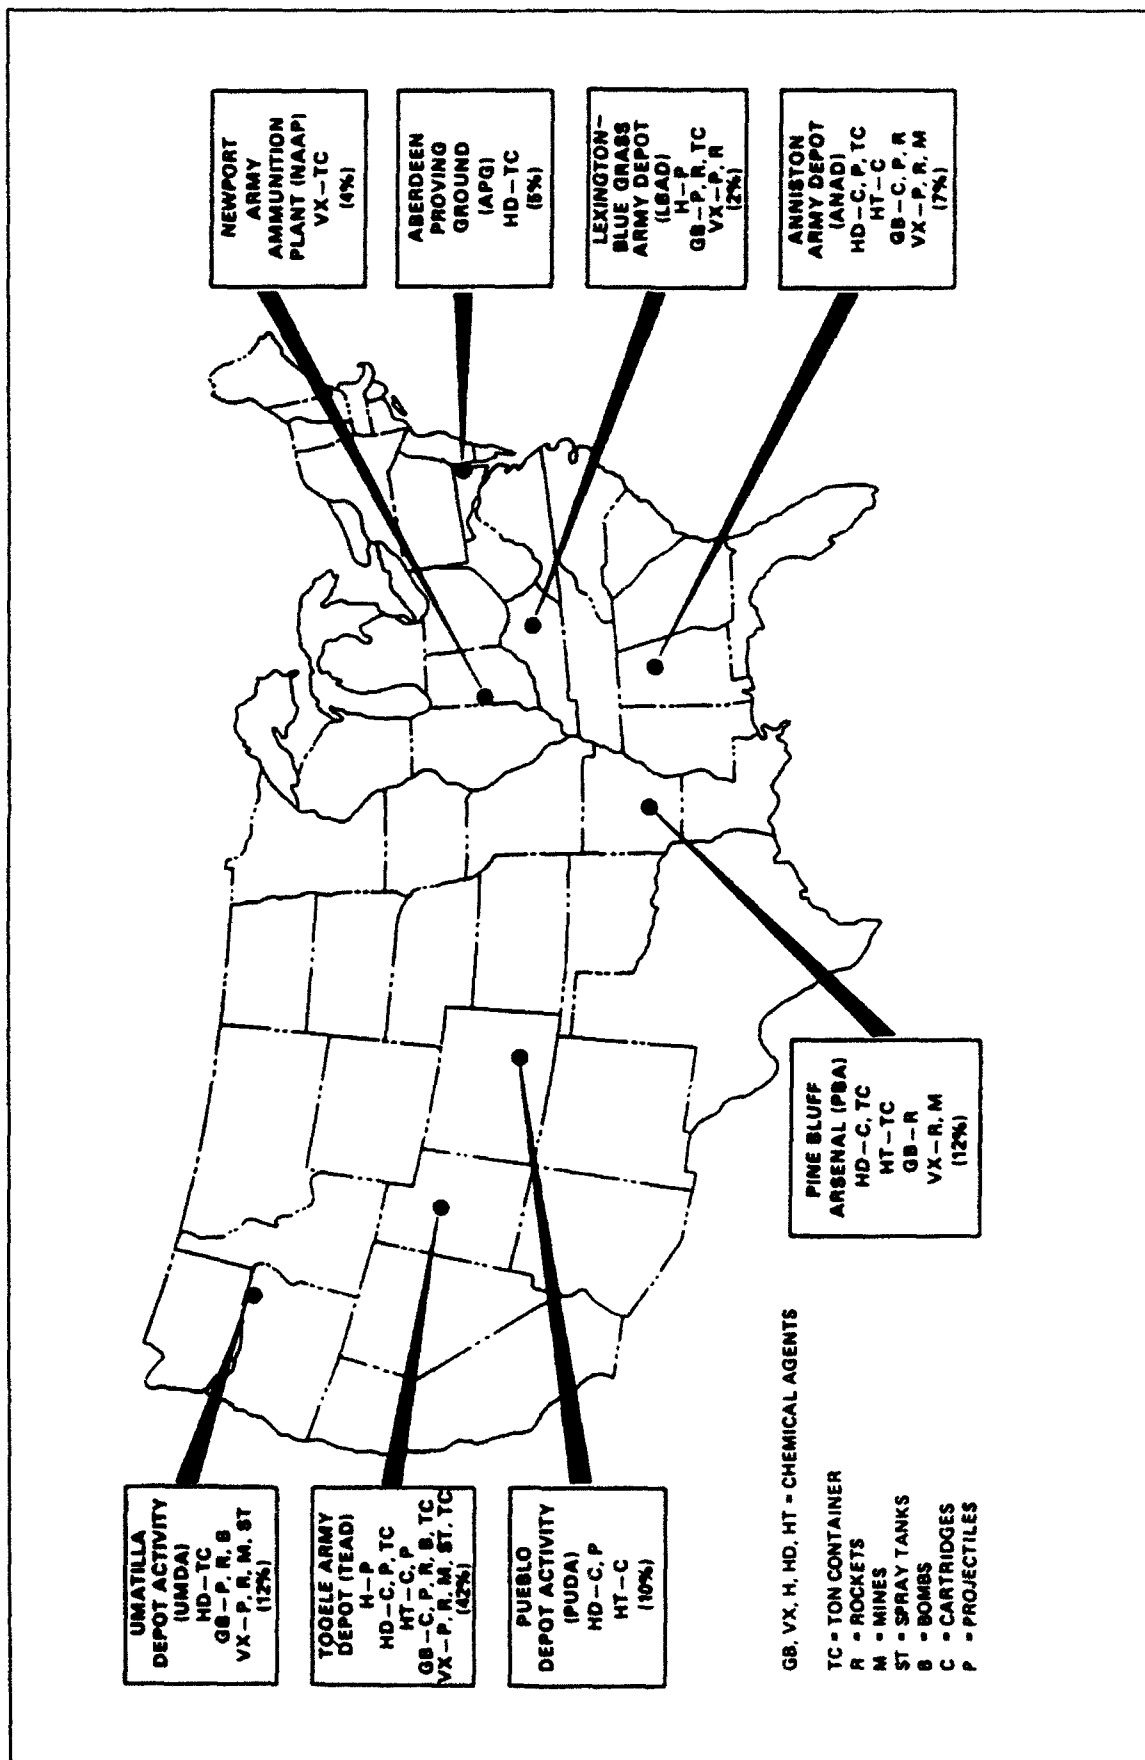 UMATILLA
DEPOT ACTIVITY
(UMDA)
HD-TC
GB-P, R, B
VX-P, R, M, ST
(12%)
TOOELE ARMY
DEPOT (TEAD)
H-P
HD-C, P, TC
HT-C, P
GB-C, P, R, B, TC
VX-P, R, M, ST, TC
(42%)
PUEBLO
DEPOT ACTIVITY
(PUDA)
HD-C, P
HT-C
(10%)
PINE BLUFF
ARSENAL (PBA)
HD-C, TC
HT-TC
GB-R
VX-R, M
(12%)
NEWPORT
ARMY
AMMUNITION
PLANT (NAAP)
VX-TC
(4%)
ABERDEEN
PROVING
GROUND
(APG)
HD-TC
(5%)
LEXINGTON-
BLUE GRASS
ARMY DEPOT
(LBAD)
H-P
GB-P, R, TC
VX-P, R
(2%)
ANNISTON
ARMY DEPOT
(ANAD)
HD-C, P, TC
HT-C
GB-C, P, R
VX-P, R, M
(7%)
GB, VX, H, HD, HT = CHEMICAL AGENTS
TC = TON CONTAINER
R = ROCKETS
M = MINES
ST = SPRAY TANKS
B = BOMBS
C = CARTRIDGES
P = PROJECTILES